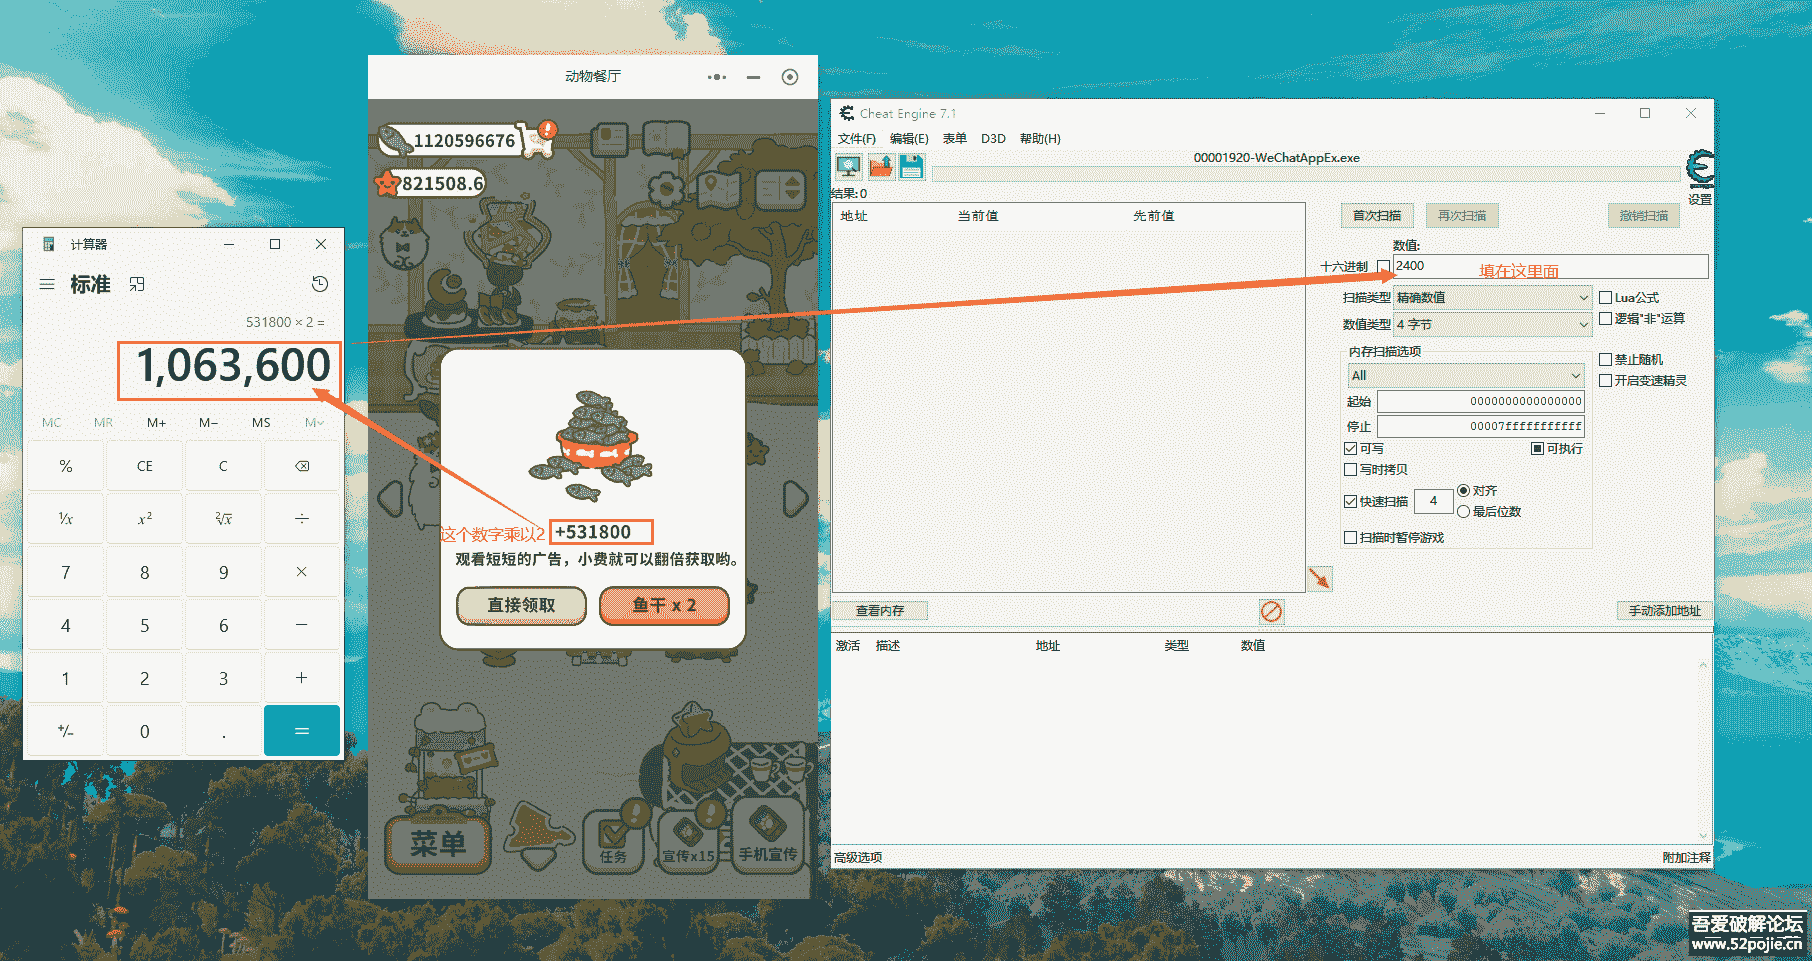 动物餐厅
1120596676
821508.6
计算器
标准
531800 × 2 =
1,063,600
MC MR M+ M− MS M˅
% CE C
¹/x x² ²√x ÷
7 8 9 ×
4 5 6 −
1 2 3 +
+/− 0 . =
这个数字乘以2 +531800
观看短短的广告，小费就可以翻倍获取哟。
直接领取 鱼干 x 2
菜单
任务
宣传x15
手机宣传
Cheat Engine 7.1
文件(F) 编辑(E) 表单 D3D 帮助(H)
00001920-WeChatAppEx.exe
设置
结果: 0
地址 当前值 先前值
首次扫描 再次扫描 撤销扫描
数值:
十六进制 2400 填在这里面
扫描类型 精确数值 Lua公式
数值类型 4 字节 逻辑"非"运算
内存扫描选项
All
禁止随机
开启变速精灵
起始 0000000000000000
停止 00007fffffffffff
可写 可执行
写时拷贝
快速扫描 4 对齐
最后位数
扫描时暂停游戏
查看内存 手动添加地址
激活 描述 地址 类型 数值
高级选项 附加注释
吾爱破解论坛
www.52pojie.cn